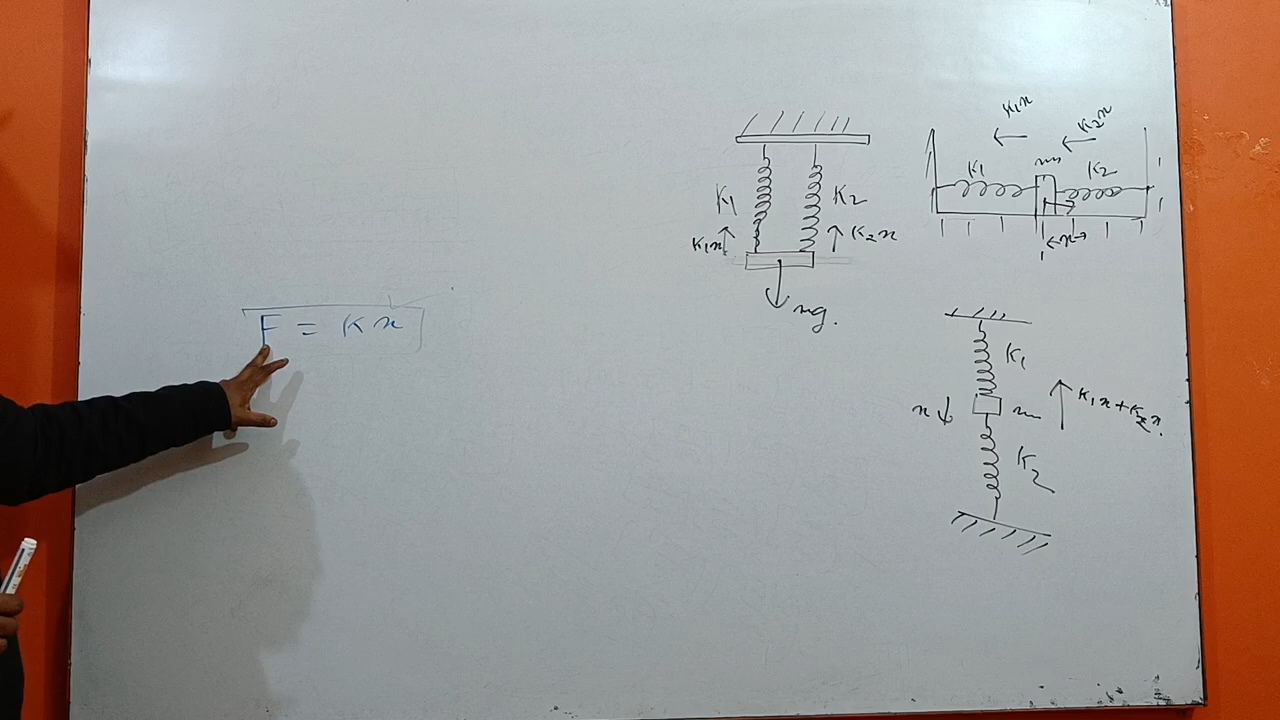 F = Kx
K1
K2
K1x
K2x
mg.
K1x
K2x
K1
m
K2
x
K1
x
m
K1x + K2x.
K2